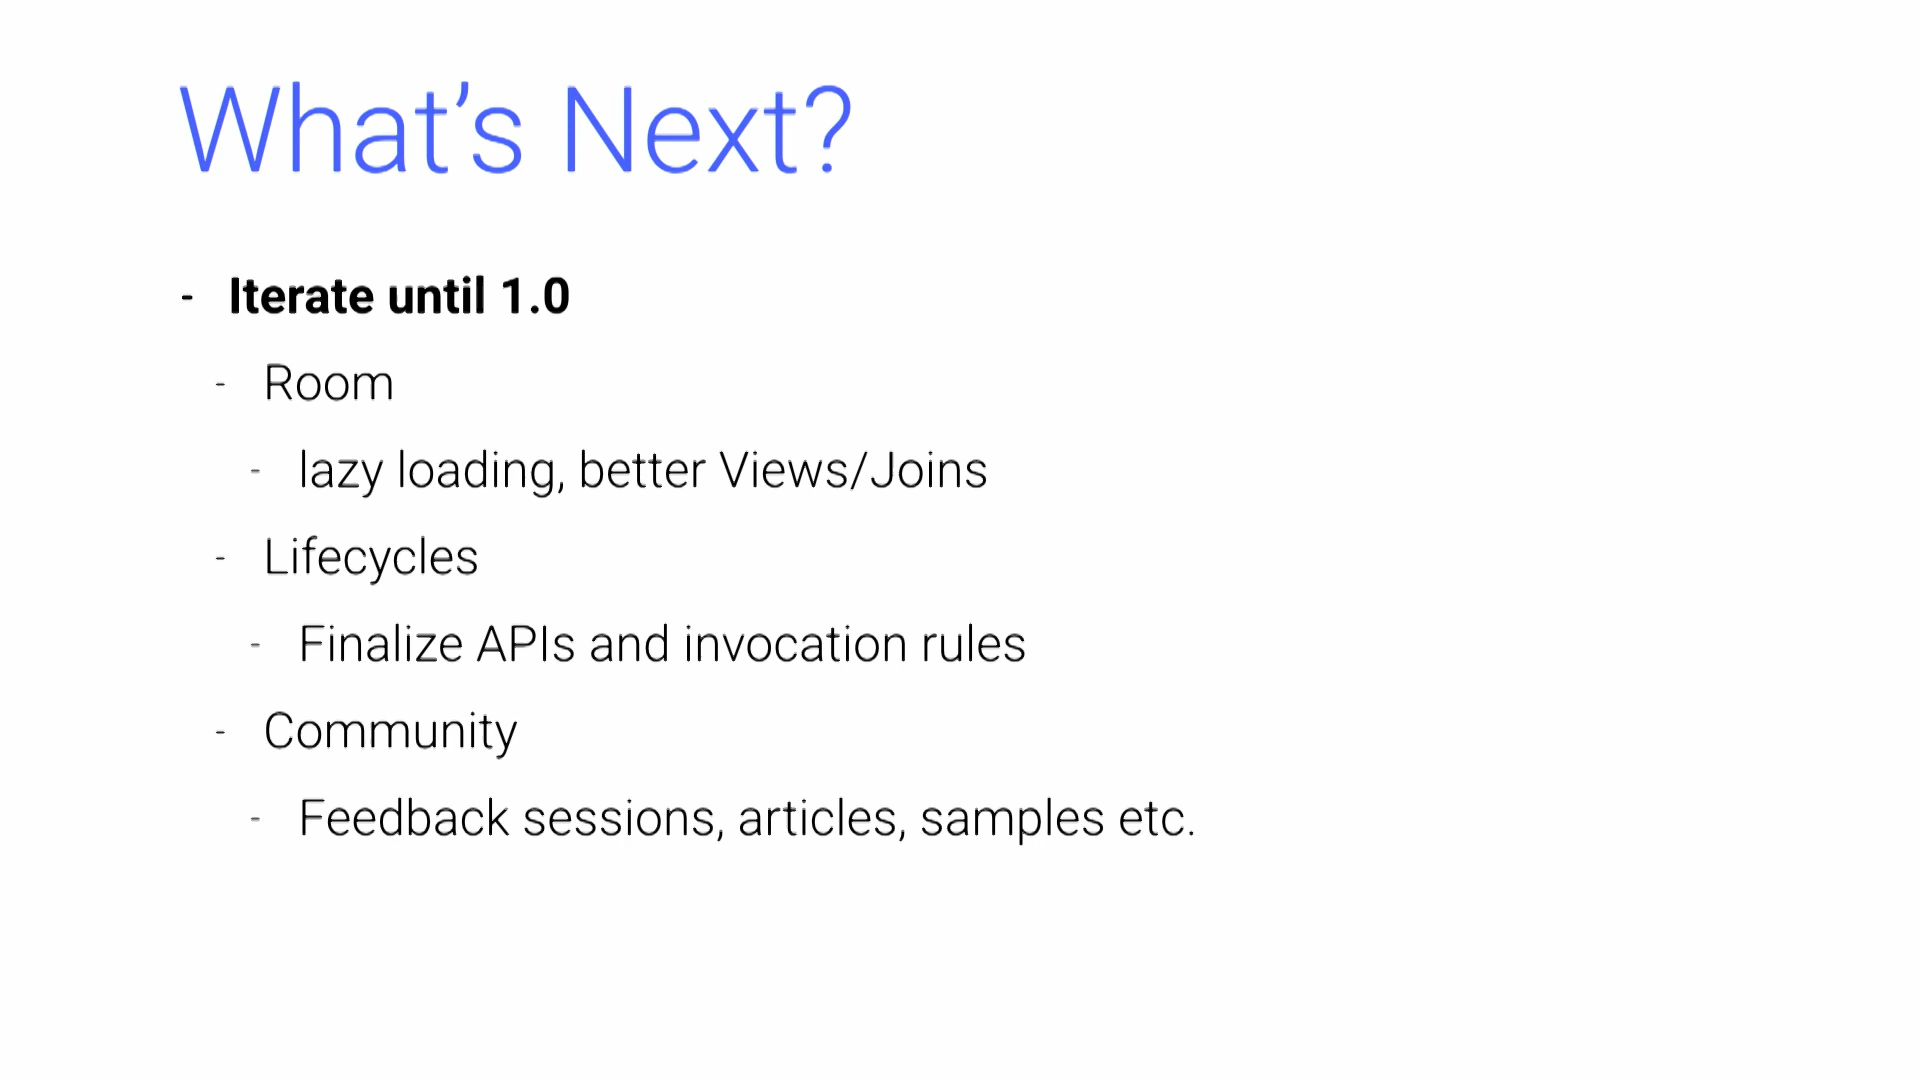 What’s Next?
- Iterate until 1.0
- Room
- lazy loading, better Views/Joins
- Lifecycles
- Finalize APIs and invocation rules
- Community
- Feedback sessions, articles, samples etc.